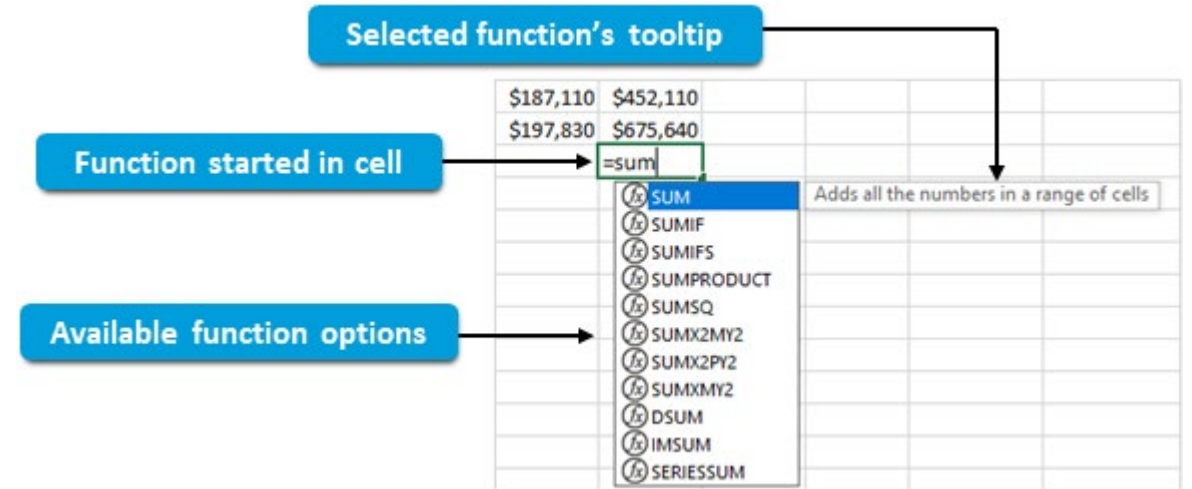 Selected function's tooltip
$187,110 $452,110
$197,830 $675,640
Function started in cell
=sum
SUM
Adds all the numbers in a range of cells
SUMIF
SUMIFS
SUMPRODUCT
SUMSQ
Available function options
SUMX2MY2
SUMX2PY2
SUMXMY2
DSUM
IMSUM
SERIESSUM